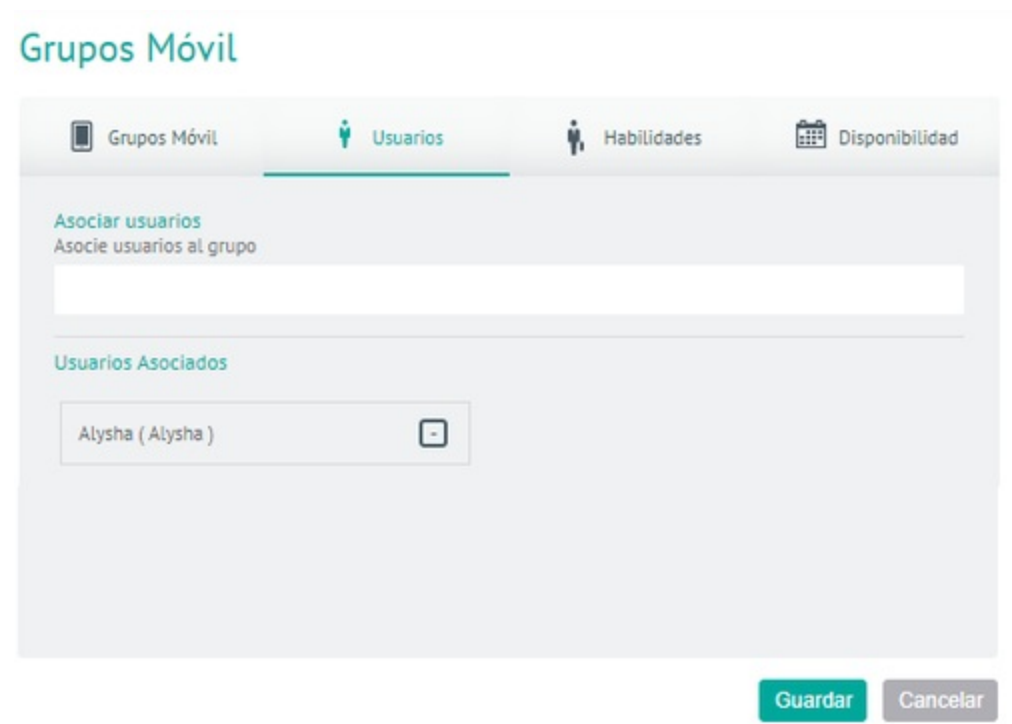 Grupos Móvil
Grupos Móvil
Usuarios
Habilidades
Disponibilidad
Asociar usuarios
Asocie usuarios al grupo
Usuarios Asociados
Alysha ( Alysha )
-
Guardar
Cancelar